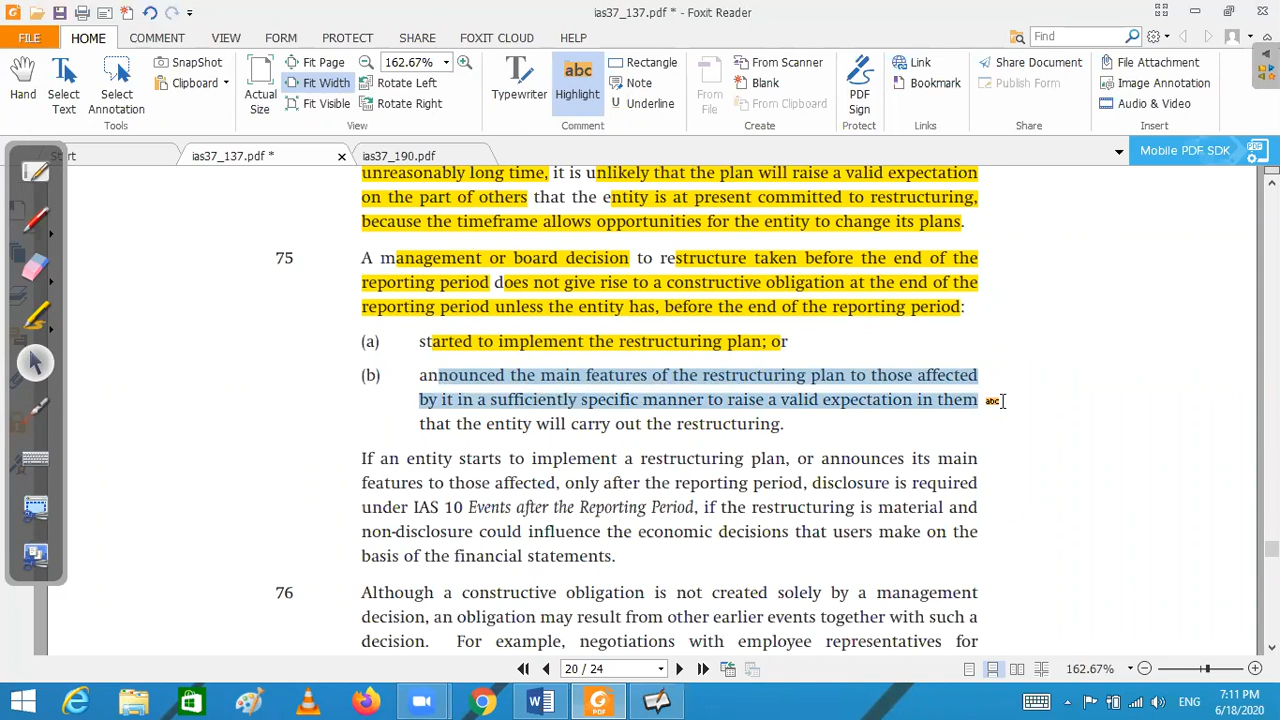 ias37_137.pdf * - Foxit Reader
FILE HOME COMMENT VIEW FORM PROTECT SHARE FOXIT CLOUD HELP Find
Hand Select Text Select Annotation SnapShot Clipboard Tools
Actual Size Fit Page Fit Width Fit Visible 162.67% Rotate Left Rotate Right View
Typewriter abc Highlight Rectangle Note Underline Comment
From File From Scanner Blank From Clipboard Create
PDF Sign Protect
Link Bookmark Links
Share Document Publish Form Share
File Attachment Image Annotation Audio & Video Insert
Start ias37_137.pdf * ias37_190.pdf Mobile PDF SDK
unreasonably long time, it is unlikely that the plan will raise a valid expectation
on the part of others that the entity is at present committed to restructuring,
because the timeframe allows opportunities for the entity to change its plans.
75 A management or board decision to restructure taken before the end of the
reporting period does not give rise to a constructive obligation at the end of the
reporting period unless the entity has, before the end of the reporting period:
(a) started to implement the restructuring plan; or
(b) announced the main features of the restructuring plan to those affected
by it in a sufficiently specific manner to raise a valid expectation in them abc
that the entity will carry out the restructuring.
If an entity starts to implement a restructuring plan, or announces its main
features to those affected, only after the reporting period, disclosure is required
under IAS 10 Events after the Reporting Period, if the restructuring is material and
non-disclosure could influence the economic decisions that users make on the
basis of the financial statements.
76 Although a constructive obligation is not created solely by a management
decision, an obligation may result from other earlier events together with such a
decision. For example, negotiations with employee representatives for
20 / 24 162.67%
ENG 7:11 PM
6/18/2020